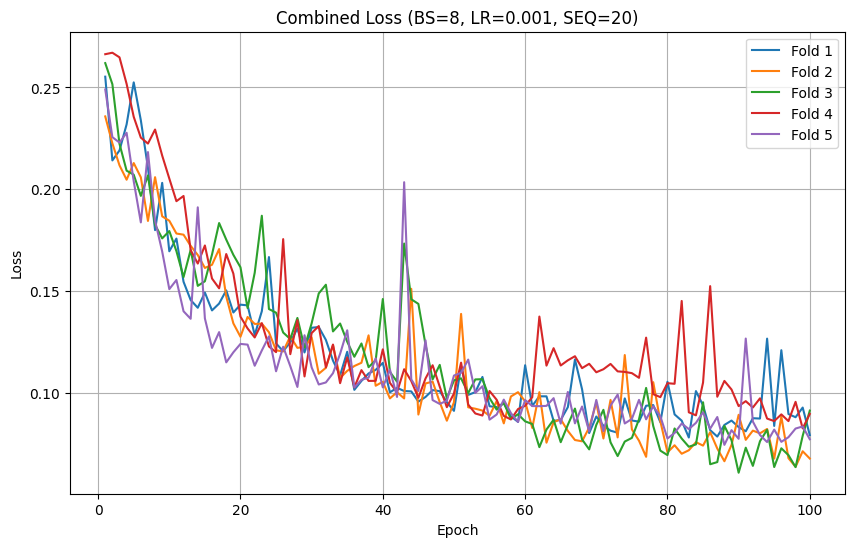 Combined Loss (BS=8, LR=0.001, SEQ=20)
Fold 1
Fold 2
Fold 3
Fold 4
Fold 5
Loss
0.25
0.20
0.15
0.10
0
20
40
60
80
100
Epoch